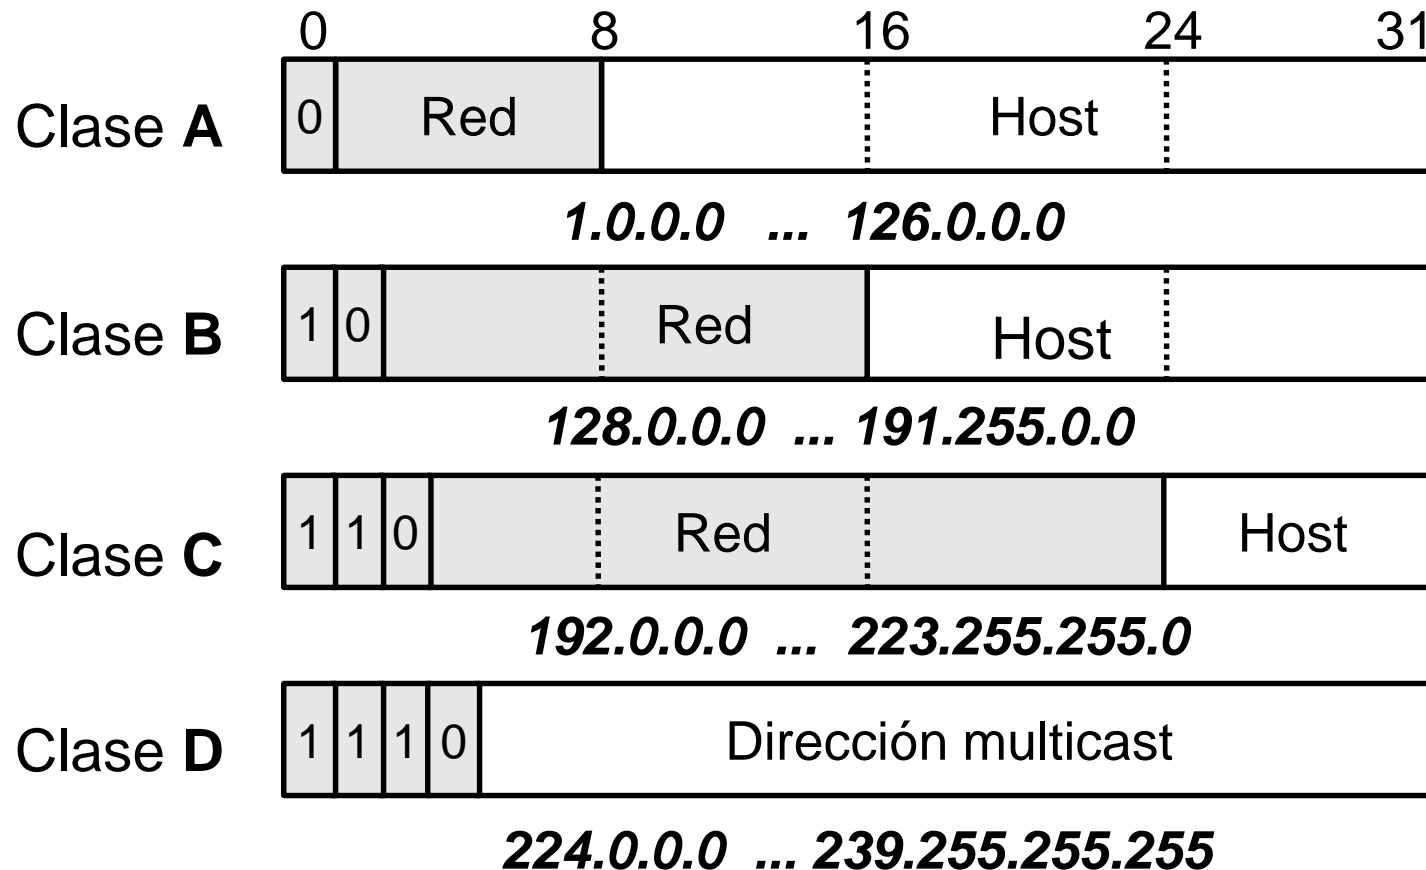 0 8 16 24 31
Clase A 0 Red Host
1.0.0.0 ... 126.0.0.0
Clase B 1 0 Red Host
128.0.0.0 ... 191.255.0.0
Clase C 1 1 0 Red Host
192.0.0.0 ... 223.255.255.0
Clase D 1 1 1 0 Dirección multicast
224.0.0.0 ... 239.255.255.255